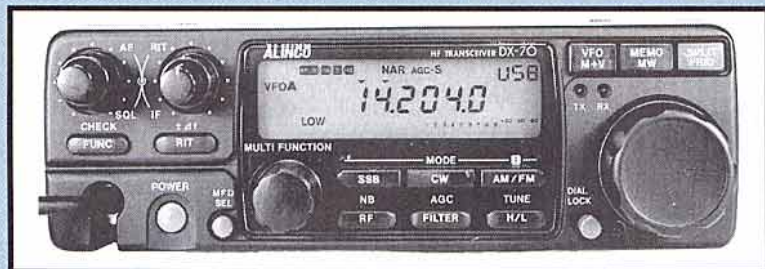 AF RIT
SQL IF
CHECK
FUNC
RIT
ALINCO
HF TRANSCEIVER DX-70
NAR AGC-S USB
VFO A
14.204.0
LOW
VFO
M▸V
MEMO
MW
SPLIT
TX RX
MULTI FUNCTION
MODE
SSB CW AM/FM
NB AGC TUNE
RF FILTER H/L
POWER
SEL
DIAL
LOCK